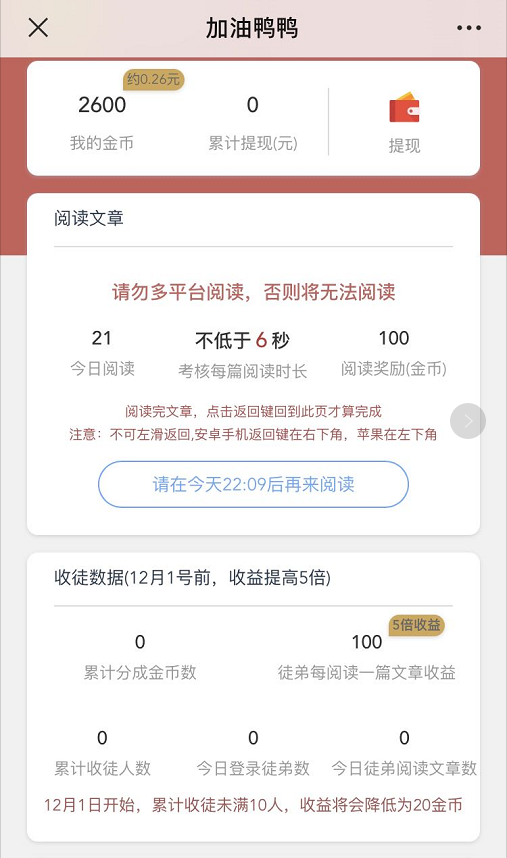 加油鸭鸭
约0.26元
2600
0
我的金币
累计提现(元)
提现
阅读文章
请勿多平台阅读，否则将无法阅读
21
不低于 6 秒
100
今日阅读
考核每篇阅读时长
阅读奖励(金币)
阅读完文章，点击返回键回到此页才算完成
注意：不可左滑返回,安卓手机返回键在右下角，苹果在左下角
请在今天22:09后再来阅读
收徒数据(12月1号前，收益提高5倍)
5倍收益
0
100
累计分成金币数
徒弟每阅读一篇文章收益
0
0
0
累计收徒人数
今日登录徒弟数
今日徒弟阅读文章数
12月1日开始，累计收徒未满10人，收益将会降低为20金币